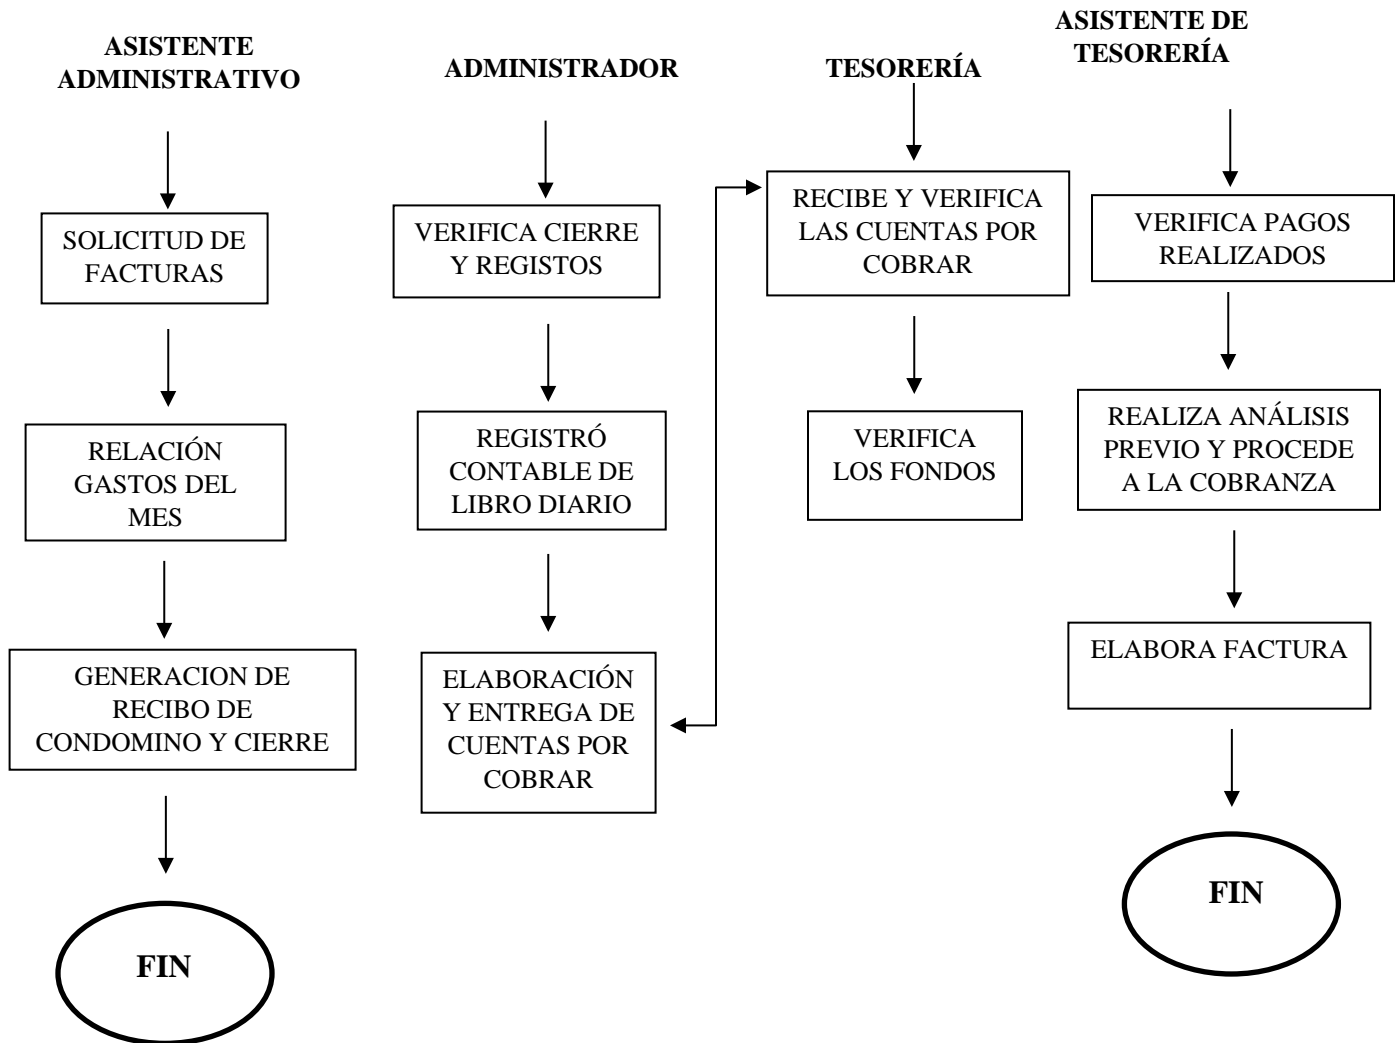 ASISTENTE
ADMINISTRATIVO
ADMINISTRADOR
TESORERÍA
ASISTENTE DE
TESORERÍA
SOLICITUD DE
FACTURAS
RELACIÓN
GASTOS DEL
MES
GENERACION DE
RECIBO DE
CONDOMINO Y CIERRE
FIN
VERIFICA CIERRE
Y REGISTOS
REGISTRÓ
CONTABLE DE
LIBRO DIARIO
ELABORACIÓN
Y ENTREGA DE
CUENTAS POR
COBRAR
RECIBE Y VERIFICA
LAS CUENTAS POR
COBRAR
VERIFICA
LOS FONDOS
VERIFICA PAGOS
REALIZADOS
REALIZA ANÁLISIS
PREVIO Y PROCEDE
A LA COBRANZA
ELABORA FACTURA
FIN